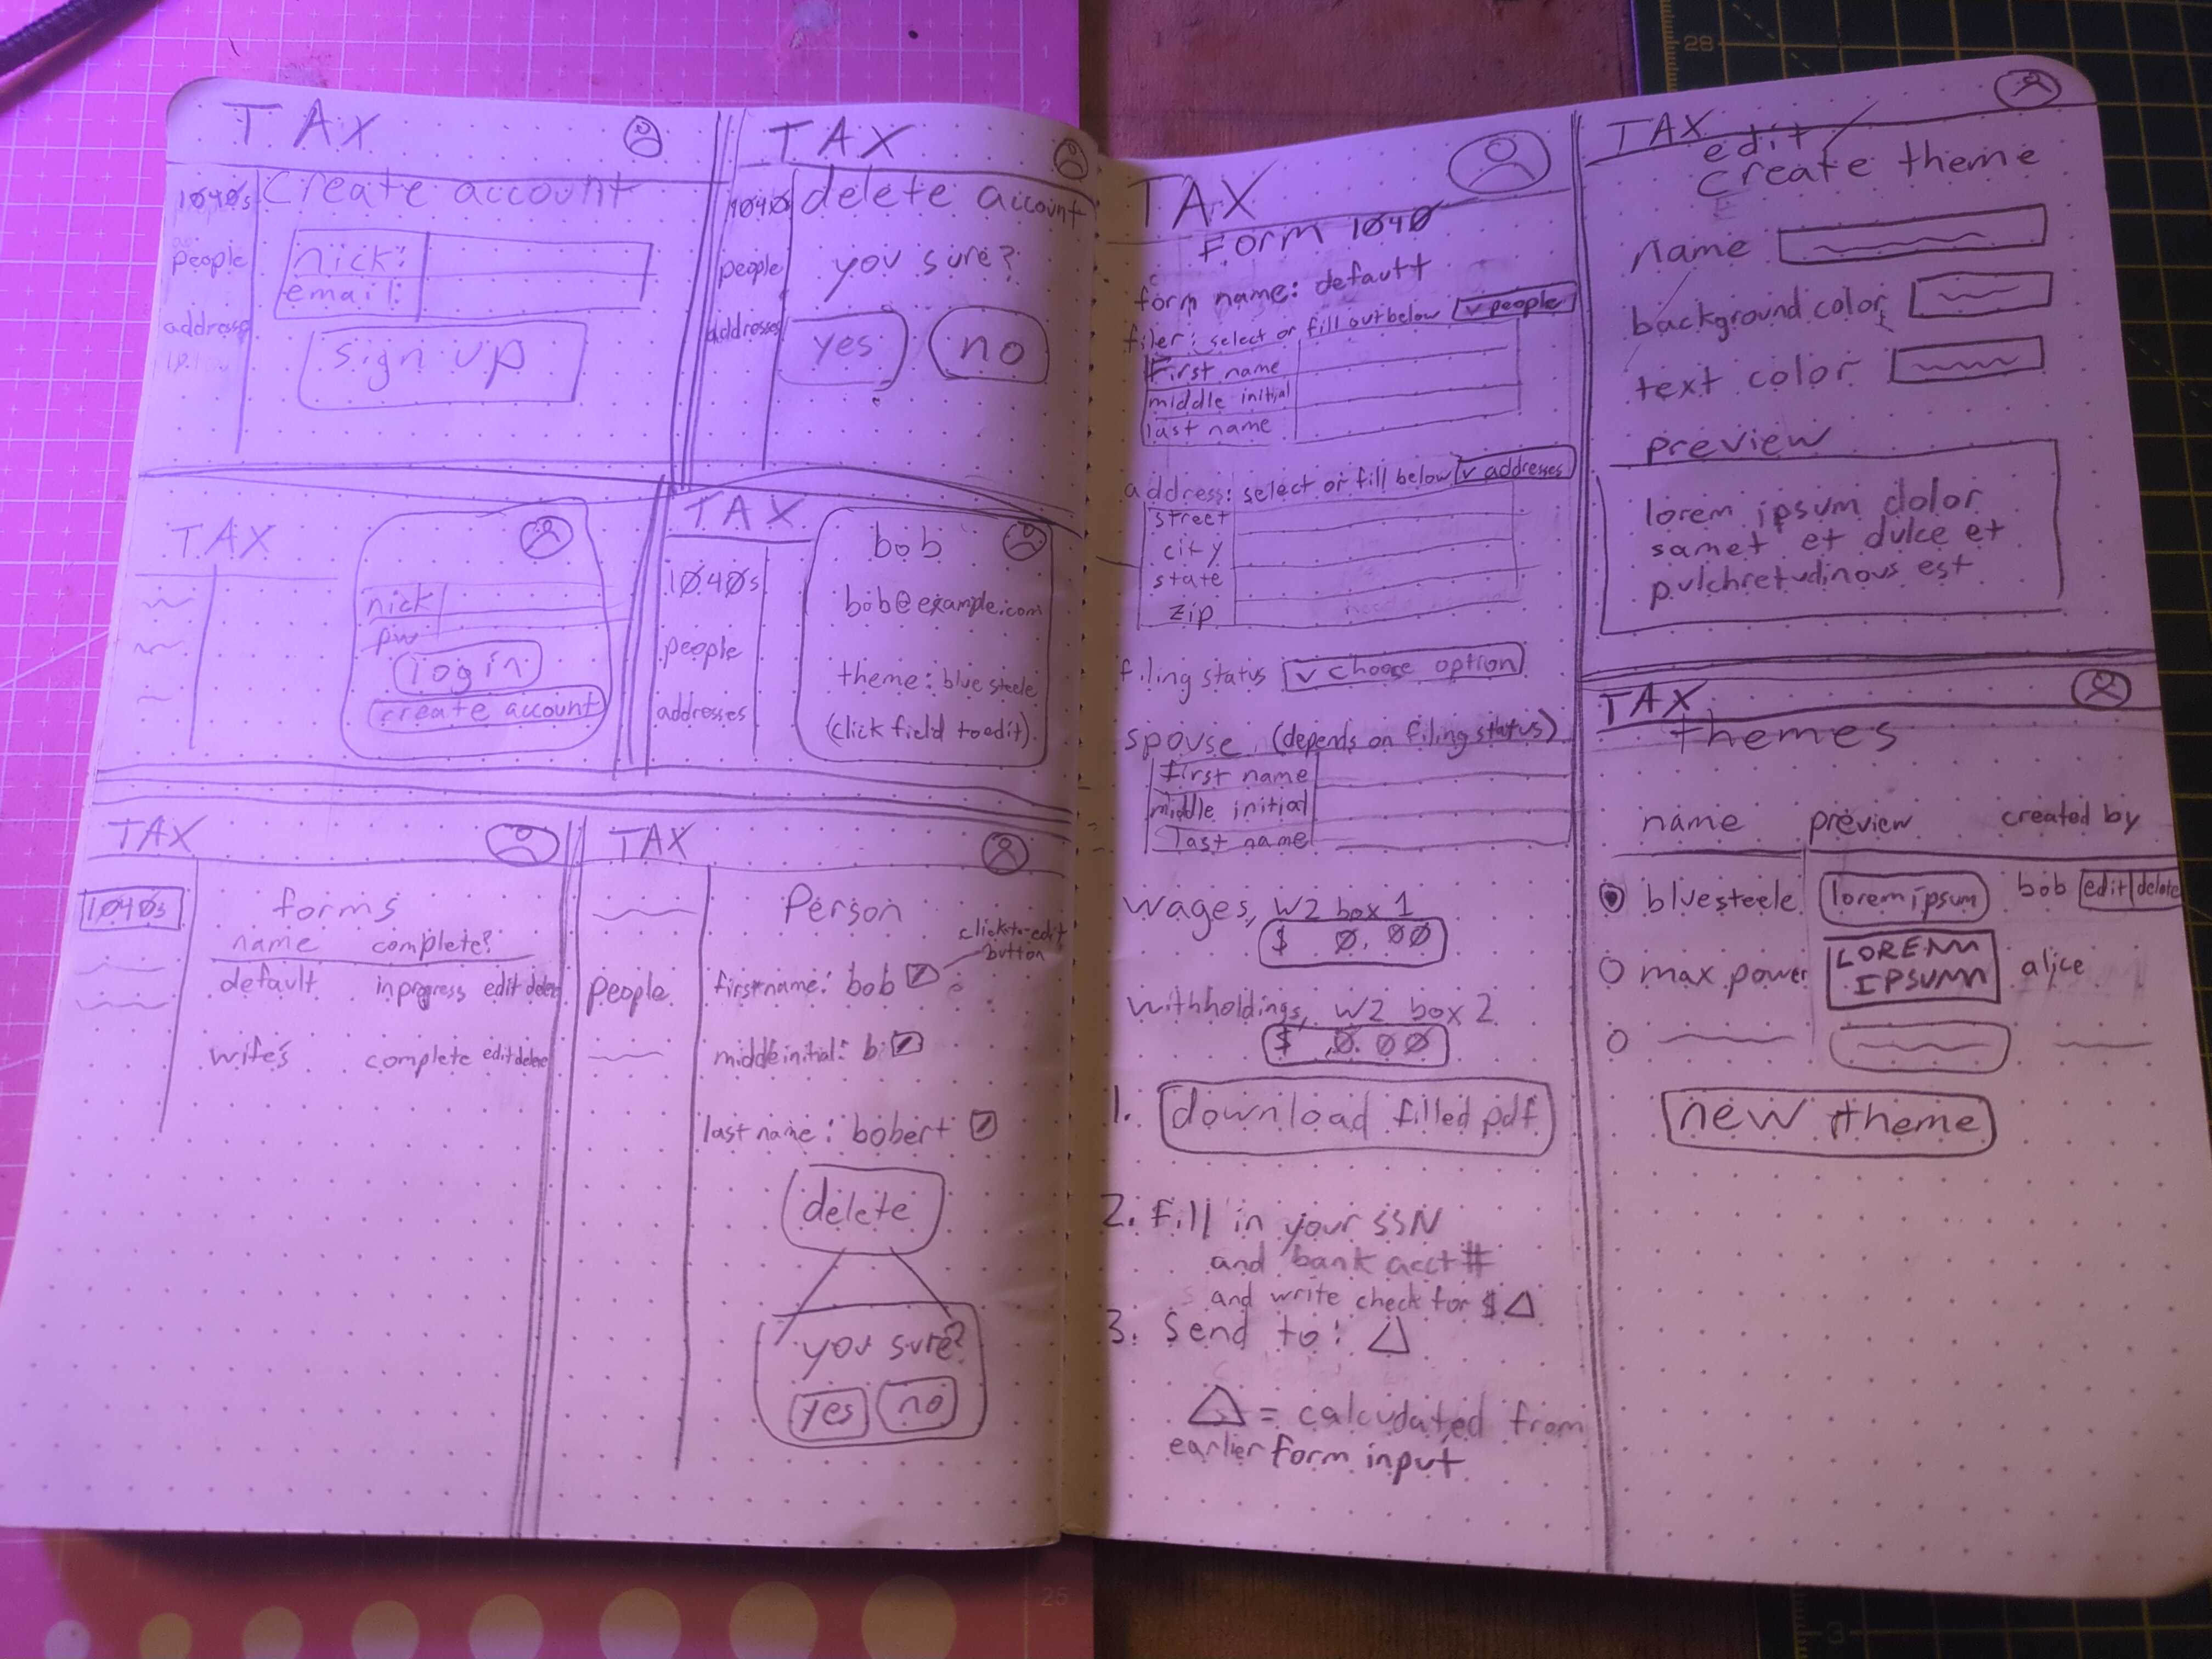 TAX
1040s
people
address
Create account
nick:
email:
sign up
TAX
1040s
people
addresses
delete account
you sure?
yes
no
TAX
nick
pw
login
create account
TAX
1040s
people
addresses
bob
bob@example.com
theme: blue steele
(click field to edit)
TAX
1040s
forms
name complete?
default in progress edit delete
wife's complete edit delete
TAX
people
Person
click-to-edit
button
first name: bob
middle initial: b
last name: bobert
delete
you sure?
yes no
TAX
Form 1040
form name: default
filer: select or fill out below v people
First name
middle initial
last name
address: select or fill below v addresses
street
city
state
zip
filing status v choose option
spouse (depends on filing status)
first name
middle initial
last name
wages, W2 box 1
$ 0.00
withholdings, W2 box 2
$ 0.00
1. download filled pdf
2. fill in your SSN
and bank acct #
and write check for $ △
3. Send to: △
△ = calculated from
earlier form input
TAX
edit/
create theme
name
background color
text color
preview
lorem ipsum dolor
samet et dulce et
pulchretudinous est
TAX
themes
name preview created by
blue steele lorem ipsum bob edit delete
max power LOREM IPSUM alice
new theme
28
25